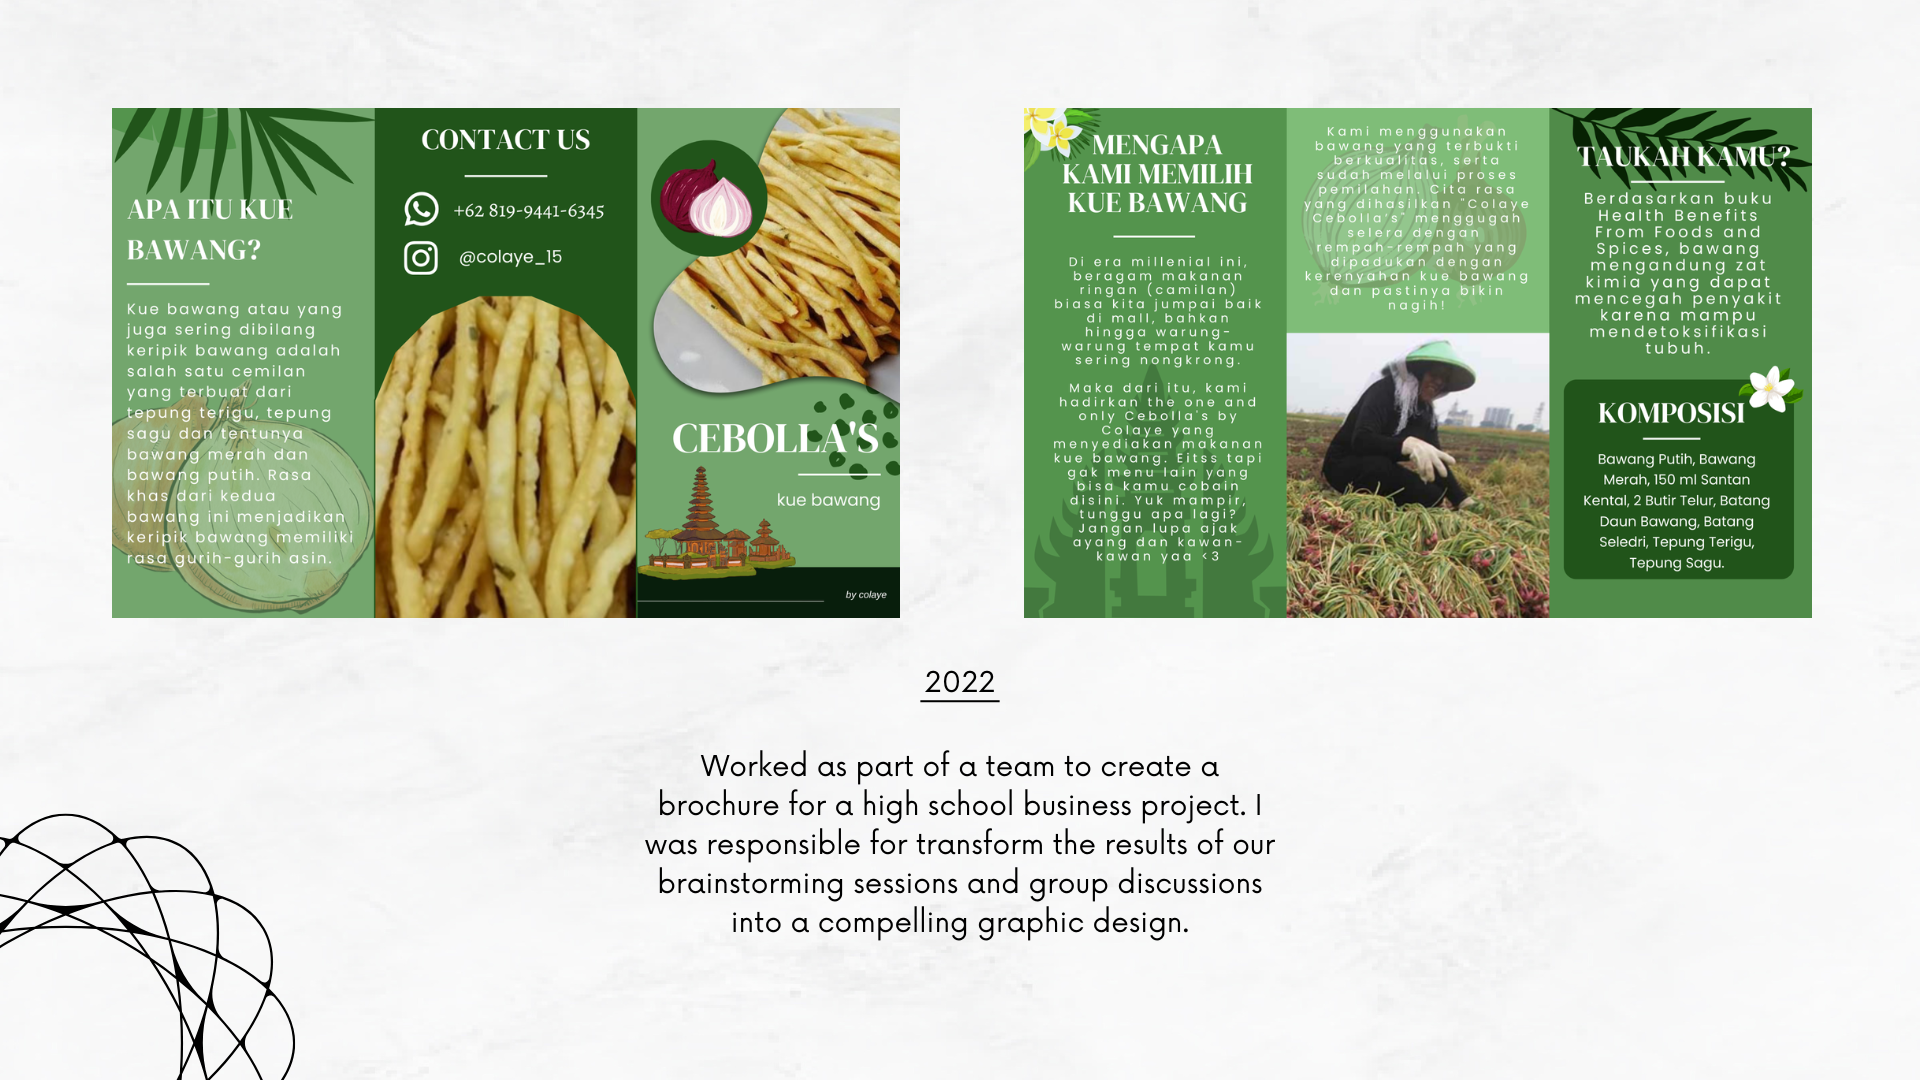 APA ITU KUE
BAWANG?
Kue bawang atau yang
juga sering dibilang
keripik bawang adalah
salah satu cemilan
yang terbuat dari
tepung terigu, tepung
sagu dan tentunya
bawang merah dan
bawang putih. Rasa
khas dari kedua
bawang ini menjadikan
keripik bawang memiliki
rasa gurih-gurih asin.
CONTACT US
+62 819-9441-6345
@colaye_15
CEBOLLA'S
kue bawang
by colaye
MENGAPA
KAMI MEMILIH
KUE BAWANG
Di era millenial ini,
beragam makanan
ringan (camilan)
biasa kita jumpai baik
di mall, bahkan
hingga warung-
warung tempat kamu
sering nongkrong.
Maka dari itu, kami
hadirkan the one and
only Cebolla's by
Colaye yang
menyediakan makanan
kue bawang. Eitss tapi
gak menu lain yang
bisa kamu cobain
disini. Yuk mampir,
tunggu apa lagi?
Jangan lupa ajak
ayang dan kawan-
kawan yaa <3
Kami menggunakan
bawang yang terbukti
berkualitas, serta
sudah melalui proses
pemilahan. Cita rasa
yang dihasilkan "Colaye
Cebolla's" menggugah
selera dengan
rempah-rempah yang
dipadukan dengan
kerenyahan kue bawang
dan pastinya bikin
nagih!
TAUKAH KAMU?
Berdasarkan buku
Health Benefits
From Foods and
Spices, bawang
mengandung zat
kimia yang dapat
mencegah penyakit
karena mampu
mendetoksifikasi
tubuh.
KOMPOSISI
Bawang Putih, Bawang
Merah, 150 ml Santan
Kental, 2 Butir Telur, Batang
Daun Bawang, Batang
Seledri, Tepung Terigu,
Tepung Sagu.
2022
Worked as part of a team to create a
brochure for a high school business project. I
was responsible for transform the results of our
brainstorming sessions and group discussions
into a compelling graphic design.